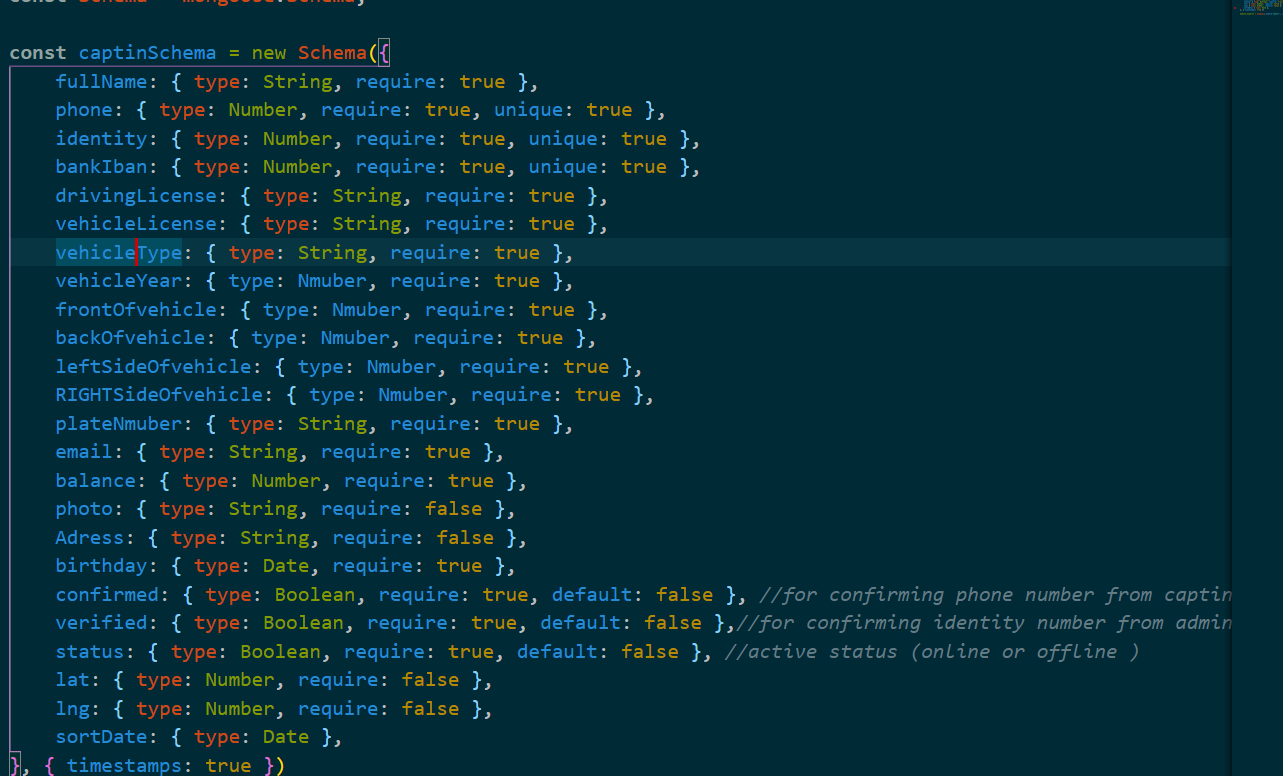 const captinSchema = new Schema({
    fullName: { type: String, require: true },
    phone: { type: Number, require: true, unique: true },
    identity: { type: Number, require: true, unique: true },
    bankIban: { type: Number, require: true, unique: true },
    drivingLicense: { type: String, require: true },
    vehicleLicense: { type: String, require: true },
    vehicleType: { type: String, require: true },
    vehicleYear: { type: Nmuber, require: true },
    frontOfvehicle: { type: Nmuber, require: true },
    backOfvehicle: { type: Nmuber, require: true },
    leftSideOfvehicle: { type: Nmuber, require: true },
    RIGHTSideOfvehicle: { type: Nmuber, require: true },
    plateNmuber: { type: String, require: true },
    email: { type: String, require: true },
    balance: { type: Number, require: true },
    photo: { type: String, require: false },
    Adress: { type: String, require: false },
    birthday: { type: Date, require: true },
    confirmed: { type: Boolean, require: true, default: false }, //for confirming phone number from captin
    verified: { type: Boolean, require: true, default: false },//for confirming identity number from admin
    status: { type: Boolean, require: true, default: false }, //active status (online or offline )
    lat: { type: Number, require: false },
    lng: { type: Number, require: false },
    sortDate: { type: Date },
}, { timestamps: true })